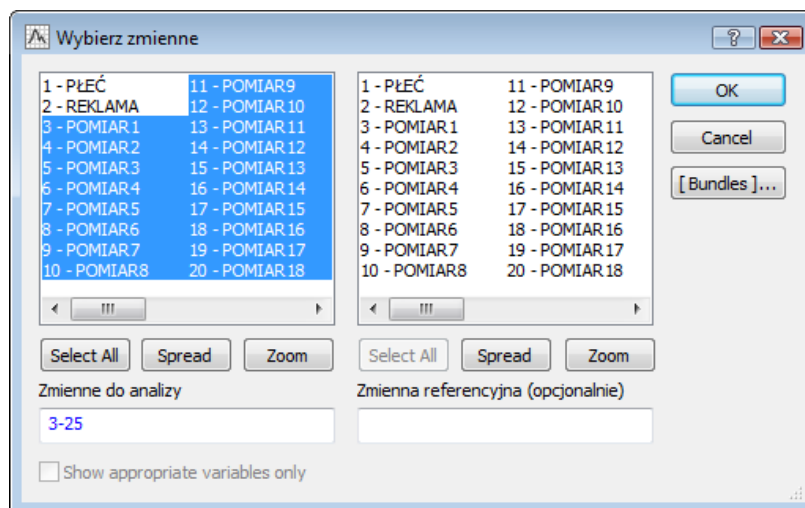 Wybierz zmienne
1 - PŁEĆ
2 - REKLAMA
3 - POMIAR1
4 - POMIAR2
5 - POMIAR3
6 - POMIAR4
7 - POMIAR5
8 - POMIAR6
9 - POMIAR7
10 - POMIAR8
11 - POMIAR9
12 - POMIAR10
13 - POMIAR11
14 - POMIAR12
15 - POMIAR13
16 - POMIAR14
17 - POMIAR15
18 - POMIAR16
19 - POMIAR17
20 - POMIAR18
1 - PŁEĆ
2 - REKLAMA
3 - POMIAR1
4 - POMIAR2
5 - POMIAR3
6 - POMIAR4
7 - POMIAR5
8 - POMIAR6
9 - POMIAR7
10 - POMIAR8
11 - POMIAR9
12 - POMIAR10
13 - POMIAR11
14 - POMIAR12
15 - POMIAR13
16 - POMIAR14
17 - POMIAR15
18 - POMIAR16
19 - POMIAR17
20 - POMIAR18
OK
Cancel
[ Bundles ]...
Select All
Spread
Zoom
Select All
Spread
Zoom
Zmienne do analizy
Zmienna referencyjna (opcjonalnie)
3-25
Show appropriate variables only